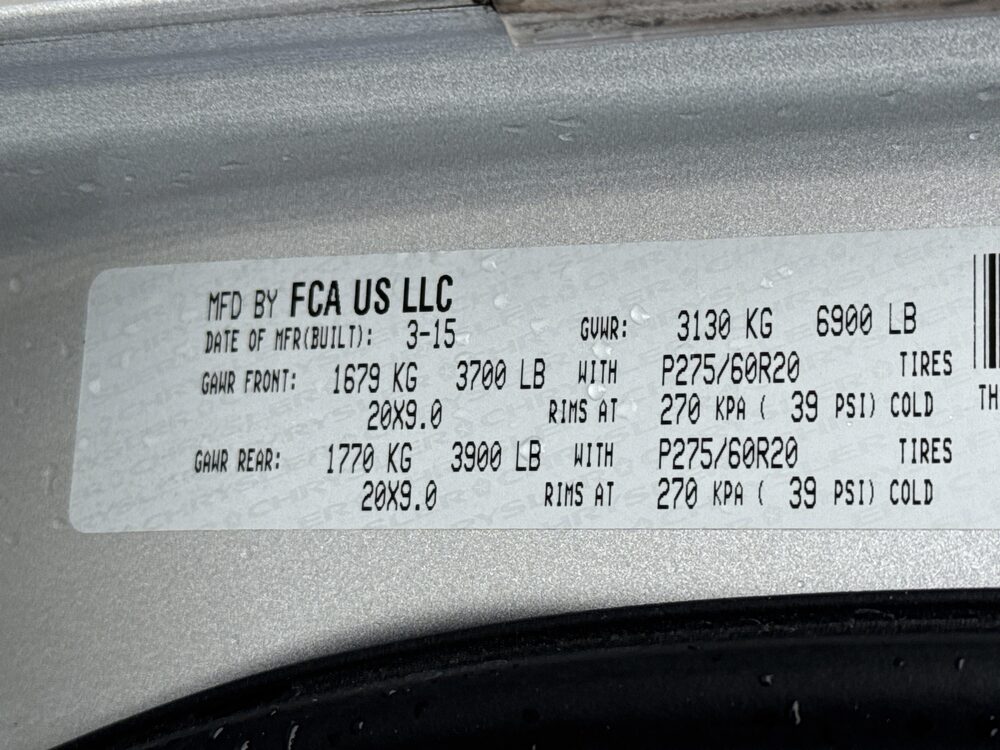 MFD BY FCA US LLC
DATE OF MFR(BUILT): 3-15 GVWR: 3130 KG 6900 LB
GAWR FRONT: 1679 KG 3700 LB WITH P275/60R20 TIRES
20X9.0 RIMS AT 270 KPA ( 39 PSI) COLD
TH
GAWR REAR: 1770 KG 3900 LB WITH P275/60R20 TIRES
20X9.0 RIMS AT 270 KPA ( 39 PSI) COLD